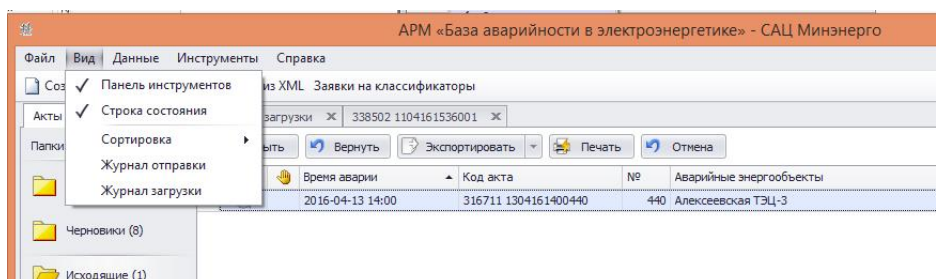 АРМ «База аварийности в электроэнергетике» - САЦ Минэнерго
Файл Вид Данные Инструменты Справка
Соз из XML Заявки на классификаторы
Панель инструментов
Строка состояния
Сортировка
Журнал отправки
Журнал загрузки
Акты загрузки 338502 1104161536001
Папки ыть Вернуть Экспортировать Печать Отмена
Время аварии Код акта № Аварийные энергообъекты
2016-04-13 14:00 316711 1304161400440 440 Алексеевская ТЭЦ-3
Черновики (8)
Исходящие (1)